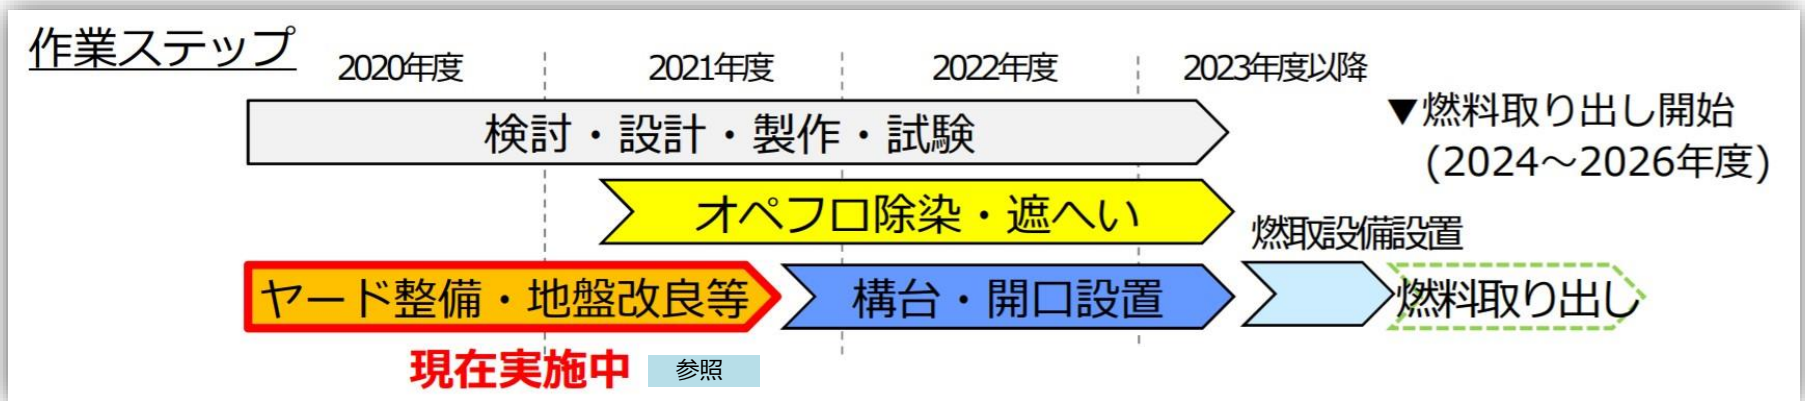 作業ステップ
2020年度
2021年度
2022年度
2023年度以降
検討・設計・製作・試験
▼燃料取り出し開始
(2024～2026年度)
オペフロ除染・遮へい
燃取設備設置
ヤード整備・地盤改良等
構台・開口設置
燃料取り出し
現在実施中
参照